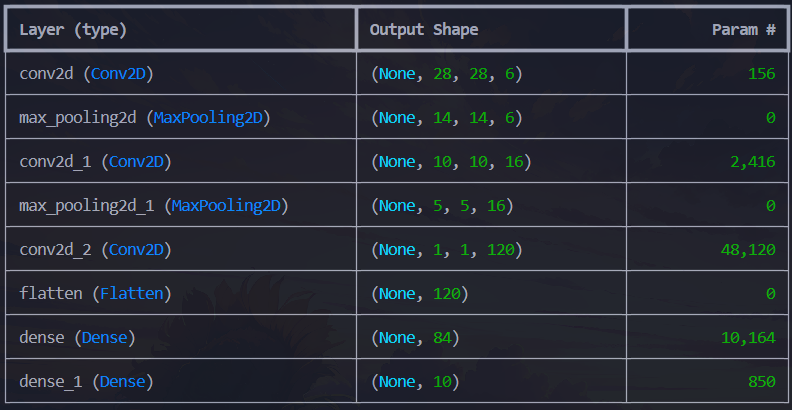 Layer (type) Output Shape Param #
conv2d (Conv2D) (None, 28, 28, 6) 156
max_pooling2d (MaxPooling2D) (None, 14, 14, 6) 0
conv2d_1 (Conv2D) (None, 10, 10, 16) 2,416
max_pooling2d_1 (MaxPooling2D) (None, 5, 5, 16) 0
conv2d_2 (Conv2D) (None, 1, 1, 120) 48,120
flatten (Flatten) (None, 120) 0
dense (Dense) (None, 84) 10,164
dense_1 (Dense) (None, 10) 850